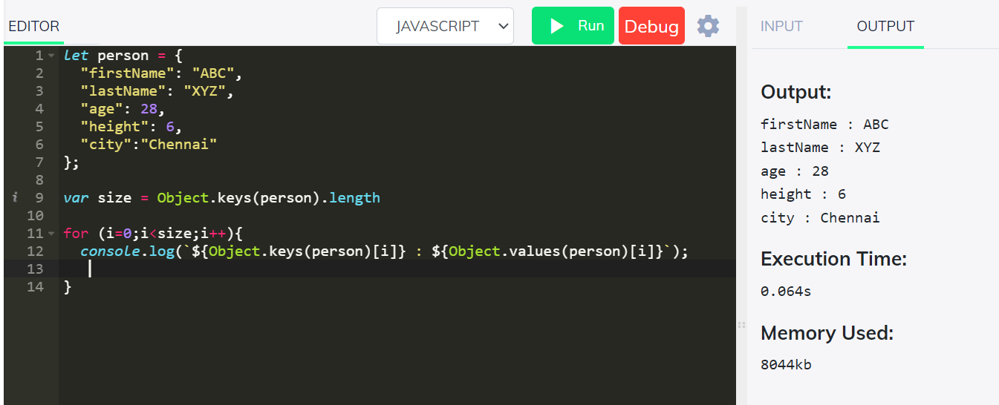 EDITOR
JAVASCRIPT
Run
Debug
INPUT
OUTPUT
1 let person = {
2   "firstName": "ABC",
3   "lastName": "XYZ",
4   "age": 28,
5   "height": 6,
6   "city":"Chennai"
7 };
8
i 9 var size = Object.keys(person).length
10
11 for (i=0;i<size;i++){
12   console.log(`${Object.keys(person)[i]} : ${Object.values(person)[i]}`);
13
14 }
Output:
firstName : ABC
lastName : XYZ
age : 28
height : 6
city : Chennai
Execution Time:
0.064s
Memory Used:
8044kb